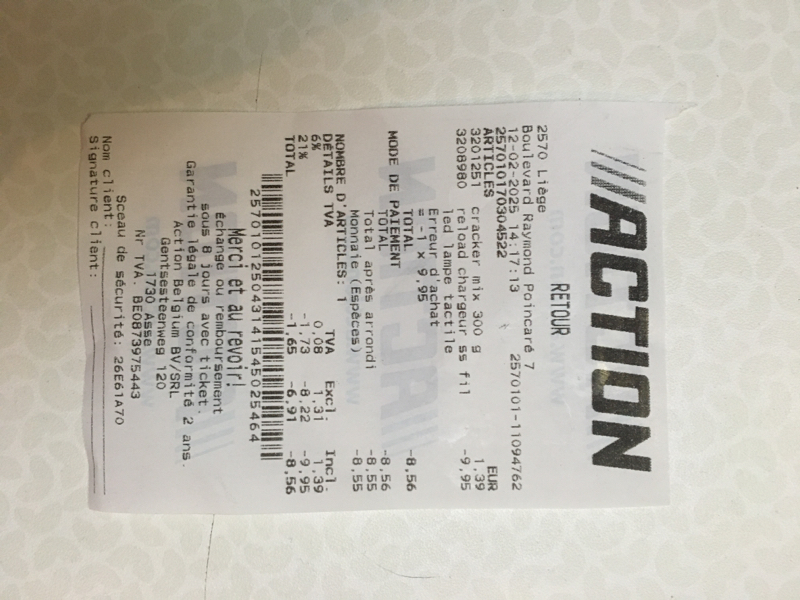 ///ACTION
RETOUR
2570 Liège
Boulevard Raymond Poincaré 7
12-02-2025 14:17:13 2570101-11094762
257010170304522
ARTICLES EUR
3201251 cracker mix 300 g 1,39
3208980 reload chargeur ss fil -9,95
led lampe tactile
Erreur d'achat
= -1 x 9,95
TOTAL -8,56
MODE DE PAIEMENT
TOTAL -8,56
Total après arrondi -8,55
Monnaie (Espèces) -8,55
NOMBRE D'ARTICLES: 1
DÉTAILS TVA TVA Excl. Incl.
6% 0,08 1,31 1,39
21% -1,73 -8,22 -9,95
TOTAL -1,65 -6,91 -8,56
2570101250431415450254464
Merci et au revoir!
échange ou remboursement
sous 8 jours avec ticket.
Garantie légale de conformité 2 ans.
Action Belgium BV/SRL
Gentsesteenweg 120
1730 Asse
Nr TVA. BE0873975443
Sceau de sécurité: 26E61A70
Nom client:
Signature client: